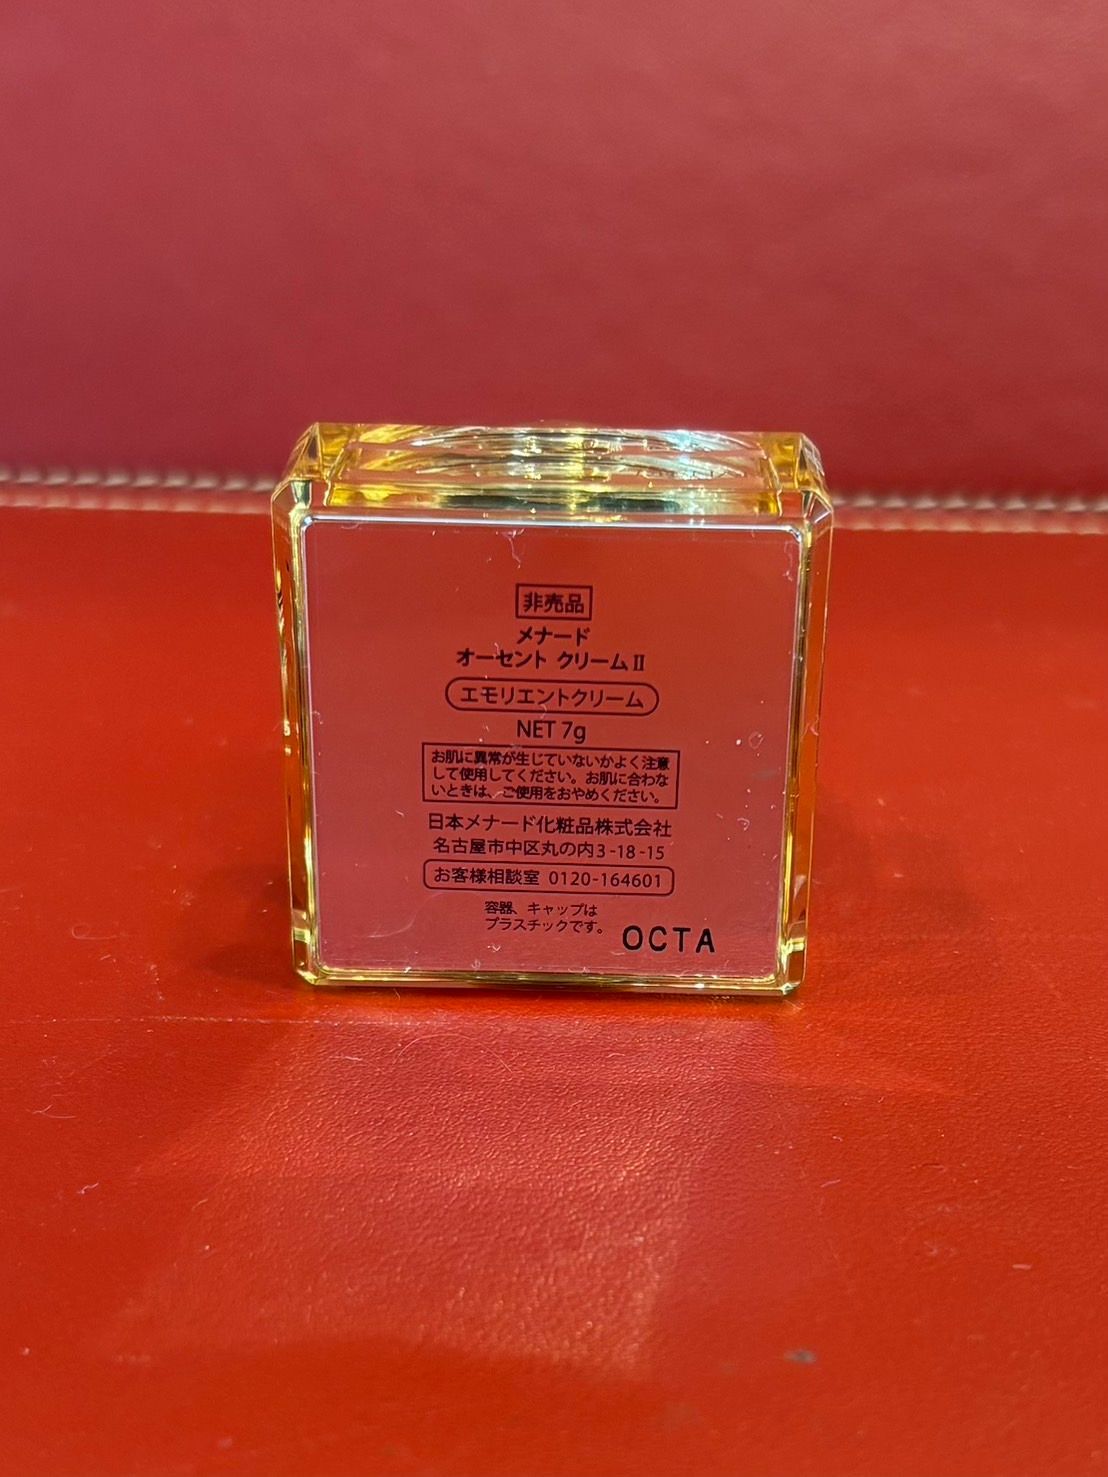 非売品
メナード
オーセント クリームⅡ
エモリエントクリーム
NET 7g
お肌に異常が生じていないかよく注意
して使用してください。お肌に合わな
いときは、ご使用をおやめください。
日本メナード化粧品株式会社
名古屋市中区丸の内3-18-15
お客様相談室 0120-164601
容器、キャップは
プラスチックです。
OCTA